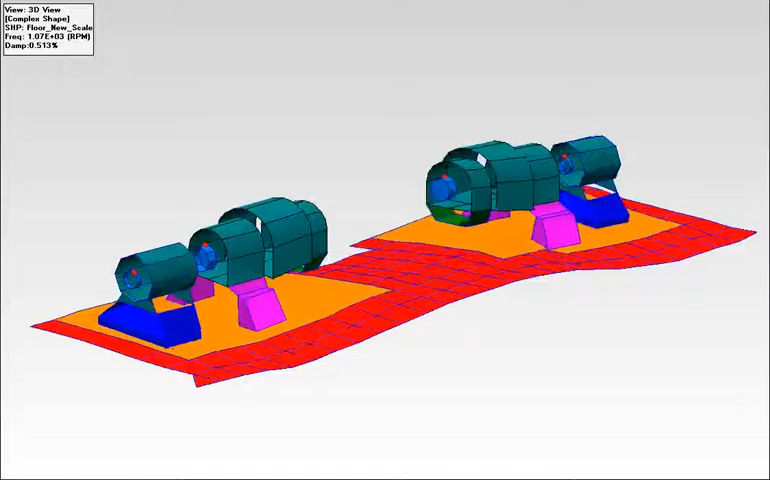 View: 3D View
[Complex Shape]
SHP: Floor_New_Scale
Freq: 1.07E+03 (RPM)
Damp:0.513%